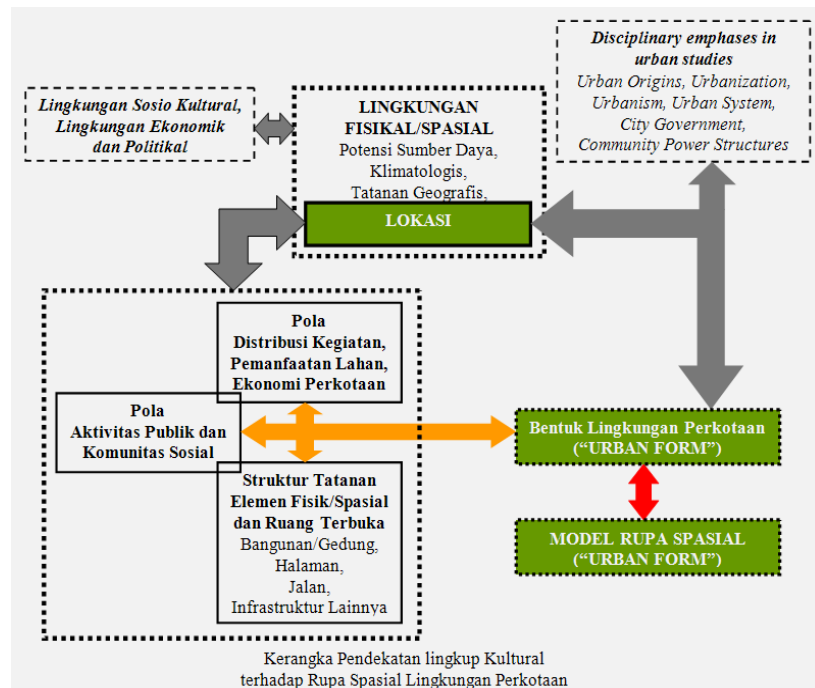 Disciplinary emphases in
urban studies
Urban Origins, Urbanization,
Urbanism, Urban System,
City Government,
Community Power Structures
Lingkungan Sosio Kultural,
Lingkungan Ekonomik
dan Politikal
LINGKUNGAN
FISIKAL/SPASIAL
Potensi Sumber Daya,
Klimatologis,
Tatanan Geografis,
LOKASI
Pola
Distribusi Kegiatan,
Pemanfaatan Lahan,
Ekonomi Perkotaan
Pola
Aktivitas Publik dan
Komunitas Sosial
Struktur Tatanan
Elemen Fisik/Spasial
dan Ruang Terbuka
Bangunan/Gedung,
Halaman,
Jalan,
Infrastruktur Lainnya
Bentuk Lingkungan Perkotaan
(“URBAN FORM”)
MODEL RUPA SPASIAL
(“URBAN FORM”)
Kerangka Pendekatan lingkup Kultural
terhadap Rupa Spasial Lingkungan Perkotaan